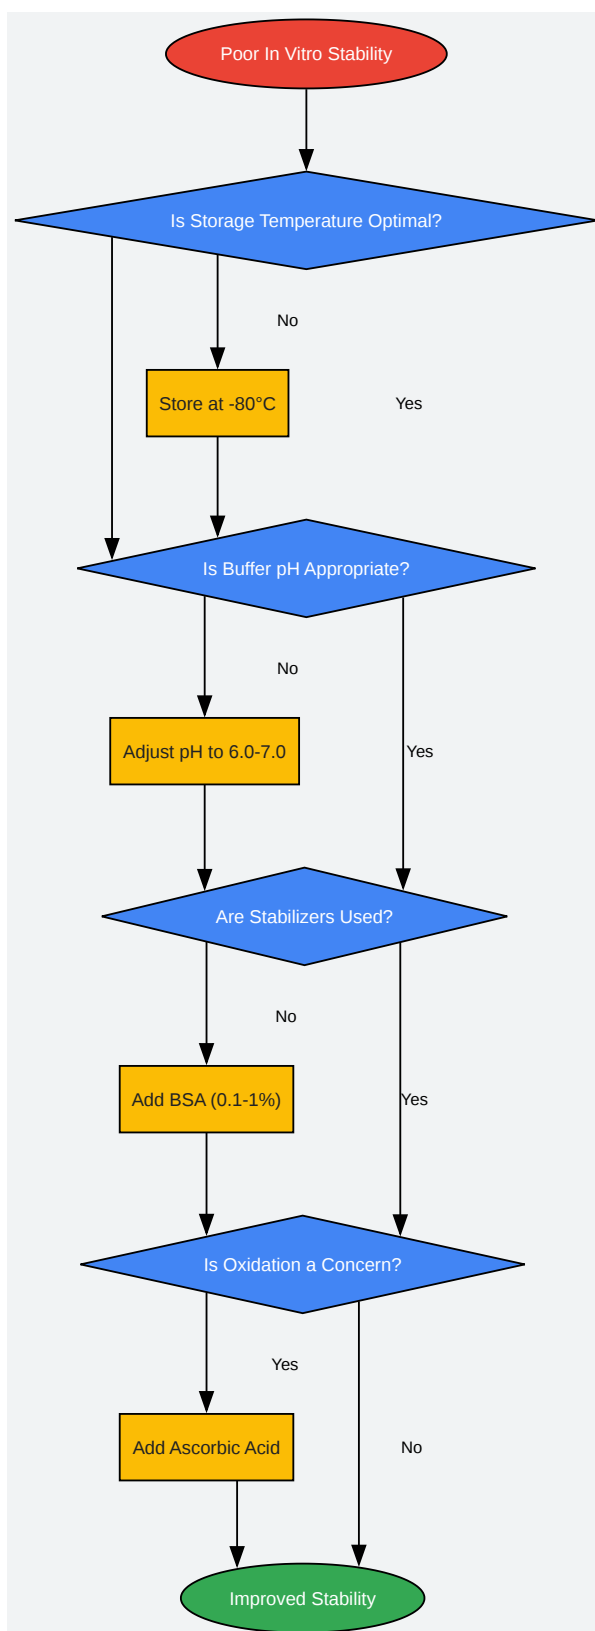 Poor In Vitro Stability
Is Storage Temperature Optimal?
No
Store at -80°C
Yes
Is Buffer pH Appropriate?
No
Adjust pH to 6.0-7.0
Yes
Are Stabilizers Used?
No
Add BSA (0.1-1%)
Yes
Is Oxidation a Concern?
Yes
Add Ascorbic Acid
No
Improved Stability